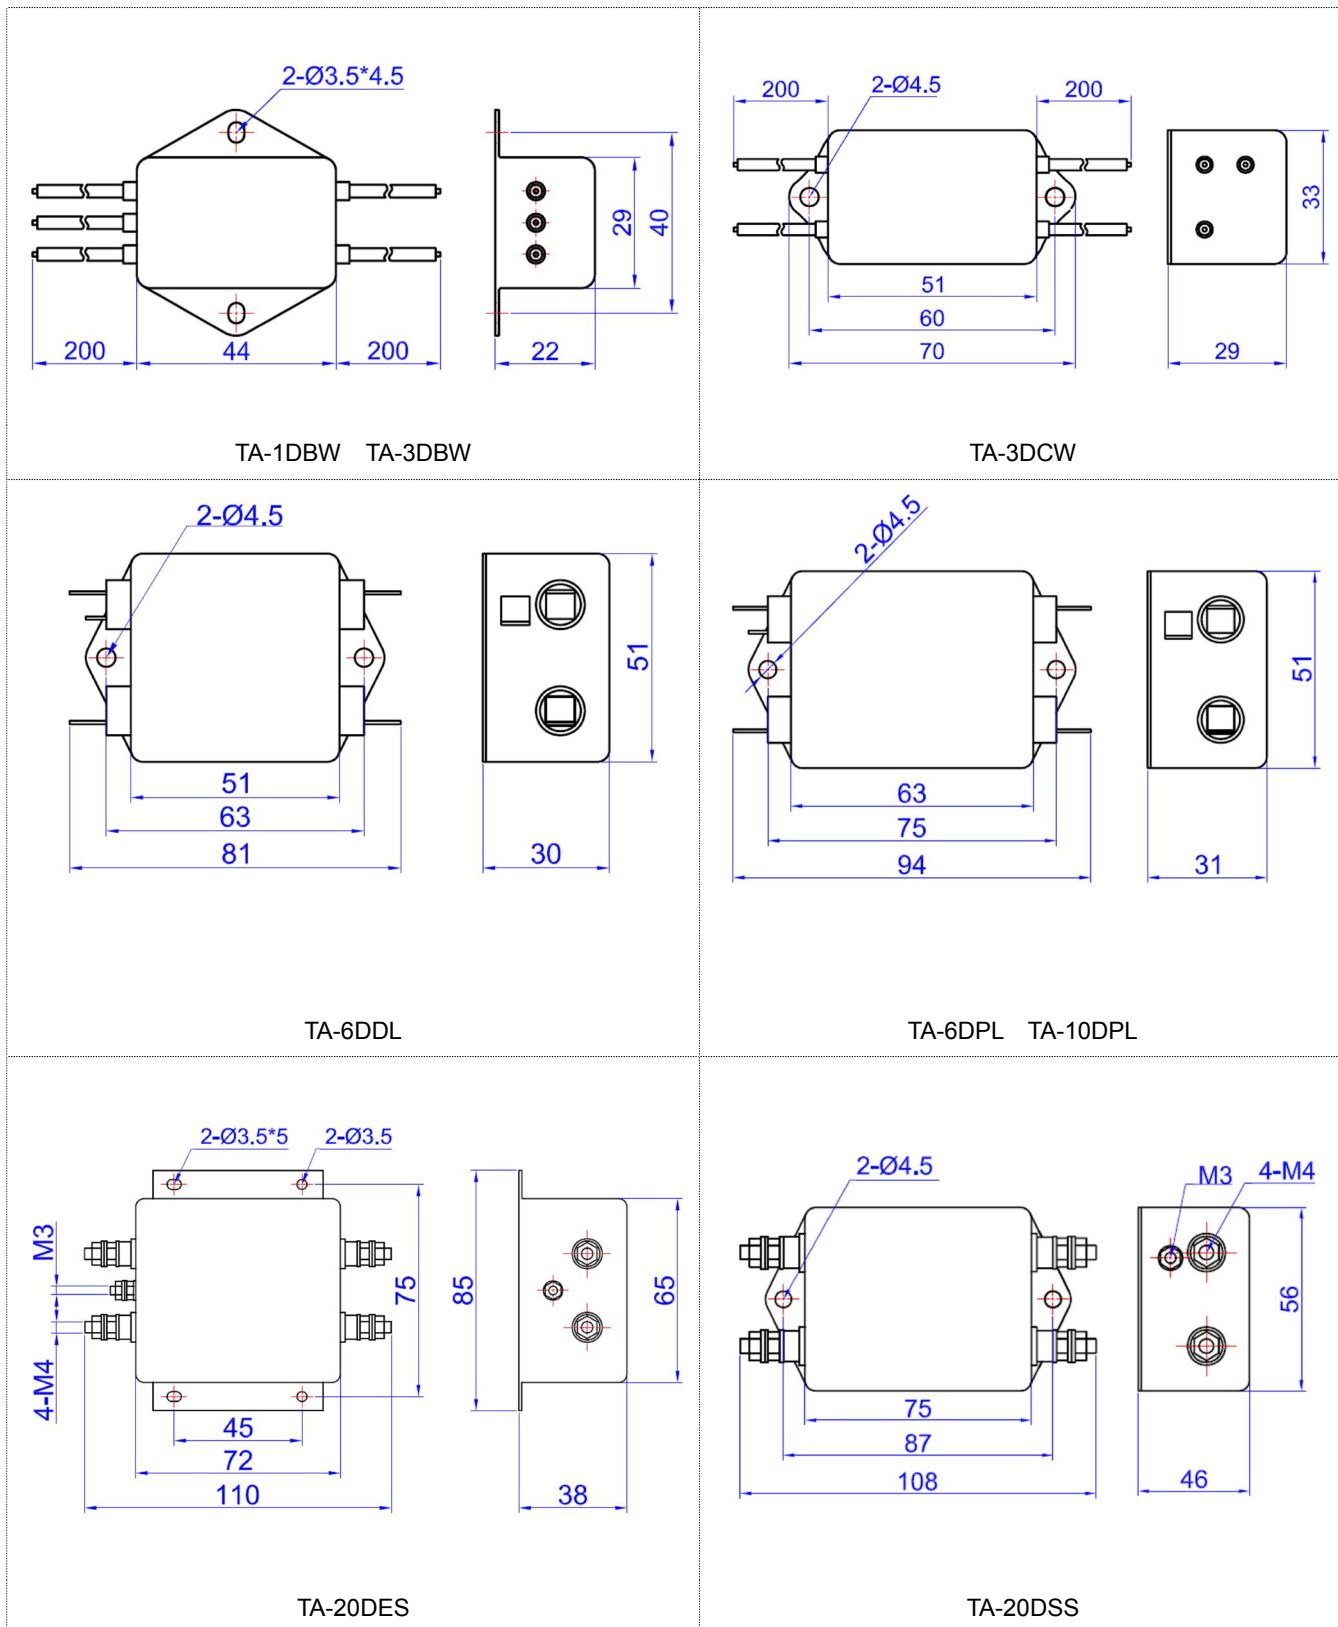 2-Ø3.5*4.5
29
40
200
44
200
22
TA-1DBW TA-3DBW
200
2-Ø4.5
200
33
51
60
70
29
TA-3DCW
2-Ø4.5
51
51
63
81
30
TA-6DDL
2-Ø4.5
51
63
75
94
31
TA-6DPL TA-10DPL
2-Ø3.5*5
2-Ø3.5
M3
4-M4
75
85
65
45
72
110
38
TA-20DES
2-Ø4.5
M3
4-M4
56
75
87
108
46
TA-20DSS